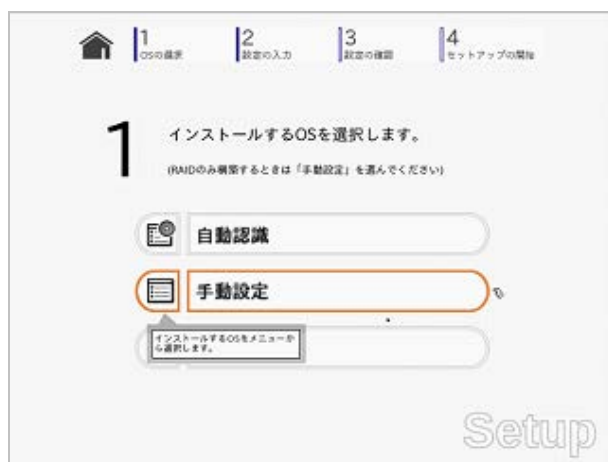 1
OSの選択
2
設定の入力
3
設定の確認
4
セットアップの開始
1
インストールするOSを選択します。
(RAIDのみ構築するときは「手動設定」を選んでください)
自動認識
手動設定
インストールするOSをメニューか
ら選択します。
Setup